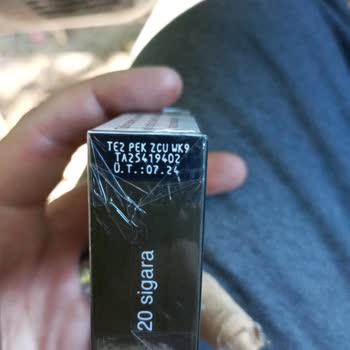 TE2 PEK 2CU WK9
TA25419402
Ü.T.:07.24
20 sigara